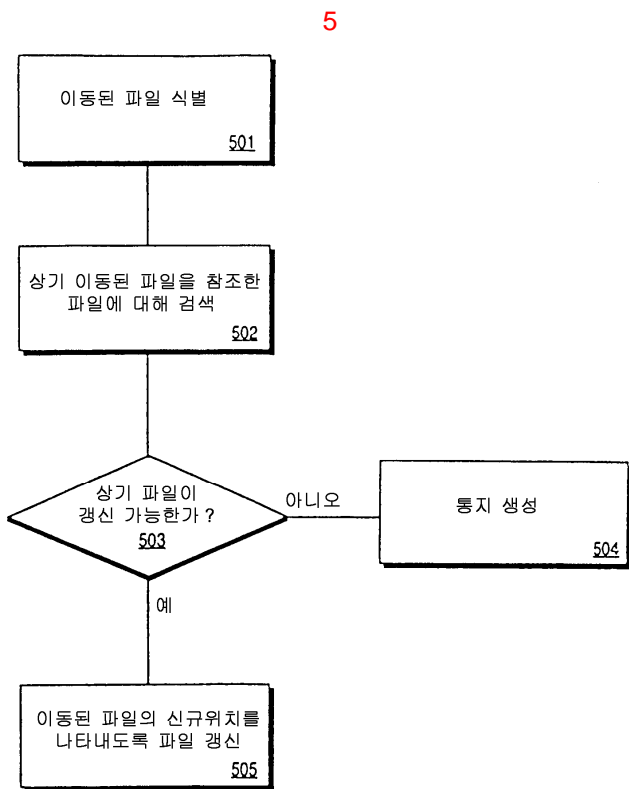 5
이동된 파일 식별
501
상기 이동된 파일을 참조한
파일에 대해 검색
502
상기 파일이
갱신 가능한가?
503
아니오
통지 생성
504
예
이동된 파일의 신규위치를
나타내도록 파일 갱신
505